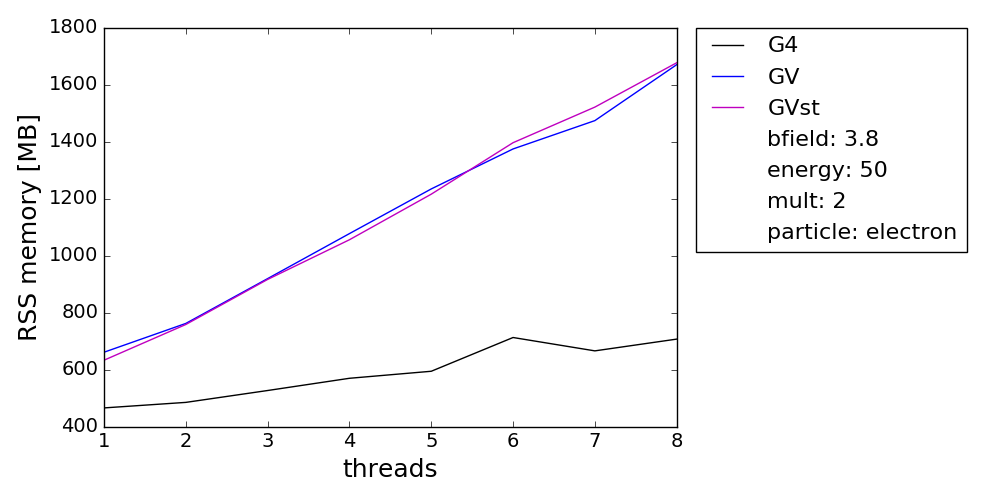 1800
1600
1400
1200
1000
800
600
400
RSS memory [MB]
1 2 3 4 5 6 7 8
threads
G4
GV
GVst
bfield: 3.8
energy: 50
mult: 2
particle: electron